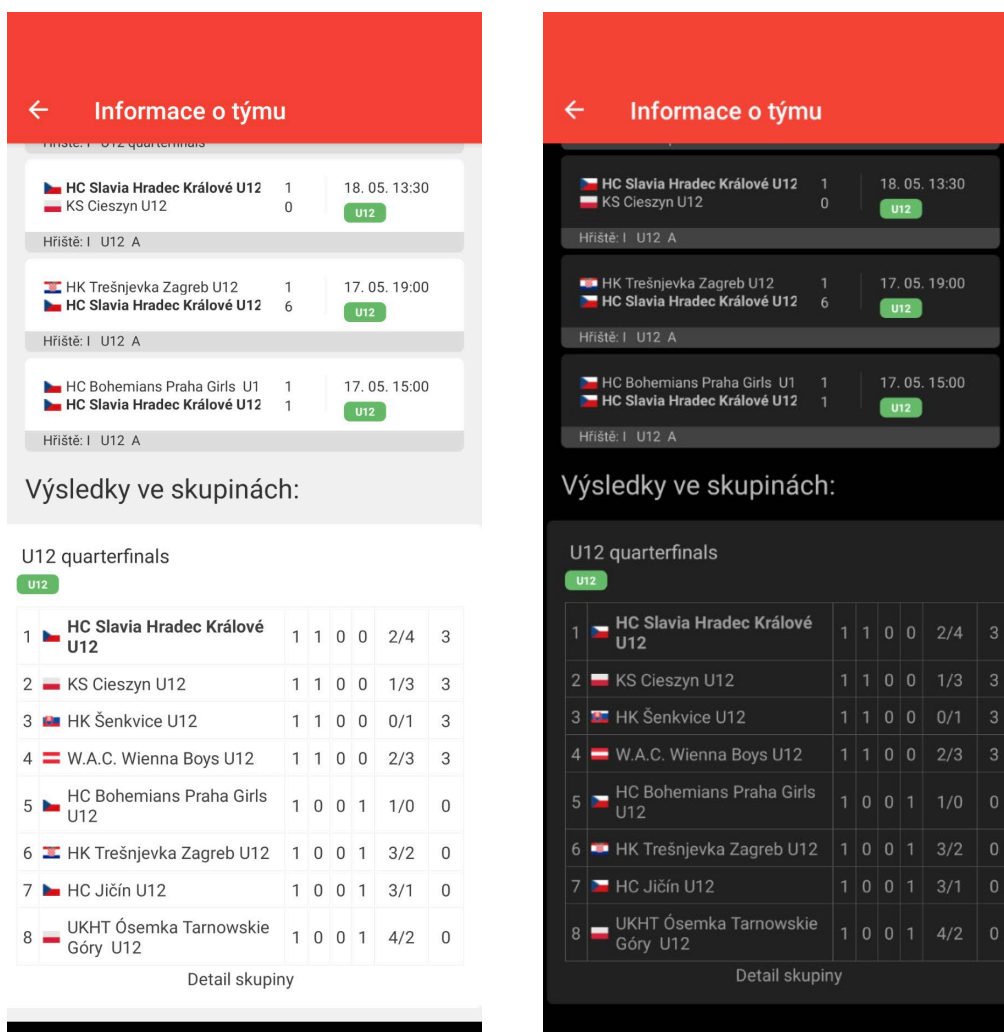 Informace o týmu
Hřiště: I U12 quarterfinals
HC Slavia Hradec Králové U12 1 18. 05. 13:30
KS Cieszyn U12 0 U12
Hřiště: I U12 A
HK Trešnjevka Zagreb U12 1 17. 05. 19:00
HC Slavia Hradec Králové U12 6 U12
Hřiště: I U12 A
HC Bohemians Praha Girls U1 1 17. 05. 15:00
HC Slavia Hradec Králové U12 1 U12
Hřiště: I U12 A
Výsledky ve skupinách:
U12 quarterfinals
U12
1 HC Slavia Hradec Králové U12 1 1 0 0 2/4 3
2 KS Cieszyn U12 1 1 0 0 1/3 3
3 HK Šenkvice U12 1 1 0 0 0/1 3
4 W.A.C. Wienna Boys U12 1 1 0 0 2/3 3
5 HC Bohemians Praha Girls U12 1 0 0 1 1/0 0
6 HK Trešnjevka Zagreb U12 1 0 0 1 3/2 0
7 HC Jičín U12 1 0 0 1 3/1 0
8 UKHT Ósemka Tarnowskie Góry U12 1 0 0 1 4/2 0
Detail skupiny
Informace o týmu
HC Slavia Hradec Králové U12 1 18. 05. 13:30
KS Cieszyn U12 0 U12
Hřiště: I U12 A
HK Trešnjevka Zagreb U12 1 17. 05. 19:00
HC Slavia Hradec Králové U12 6 U12
Hřiště: I U12 A
HC Bohemians Praha Girls U1 1 17. 05. 15:00
HC Slavia Hradec Králové U12 1 U12
Hřiště: I U12 A
Výsledky ve skupinách:
U12 quarterfinals
U12
1 HC Slavia Hradec Králové U12 1 1 0 0 2/4 3
2 KS Cieszyn U12 1 1 0 0 1/3 3
3 HK Šenkvice U12 1 1 0 0 0/1 3
4 W.A.C. Wienna Boys U12 1 1 0 0 2/3 3
5 HC Bohemians Praha Girls U12 1 0 0 1 1/0 0
6 HK Trešnjevka Zagreb U12 1 0 0 1 3/2 0
7 HC Jičín U12 1 0 0 1 3/1 0
8 UKHT Ósemka Tarnowskie Góry U12 1 0 0 1 4/2 0
Detail skupiny